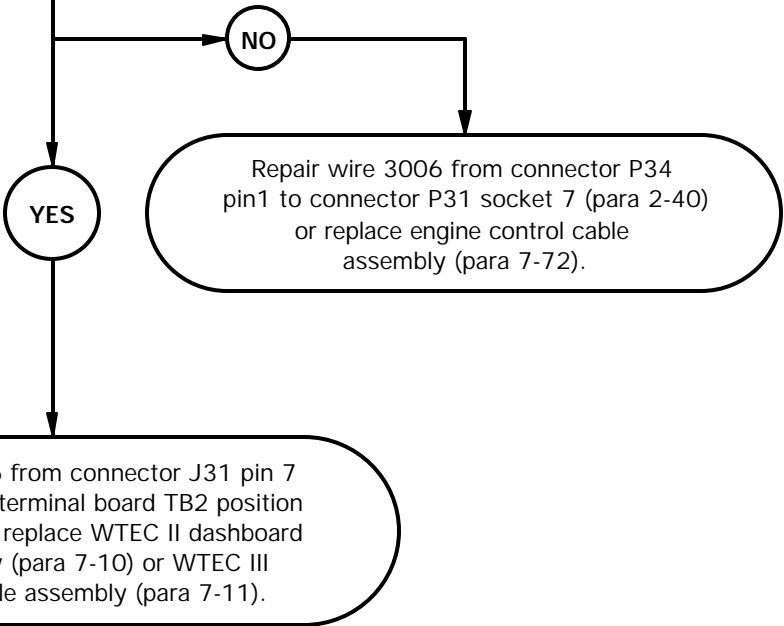 NO
Repair wire 3006 from connector P34
pin1 to connector P31 socket 7 (para 2-40)
or replace engine control cable
assembly (para 7-72).
YES
from connector J31 pin 7
terminal board TB2 position
replace WTEC II dashboard
(para 7-10) or WTEC III
assembly (para 7-11).